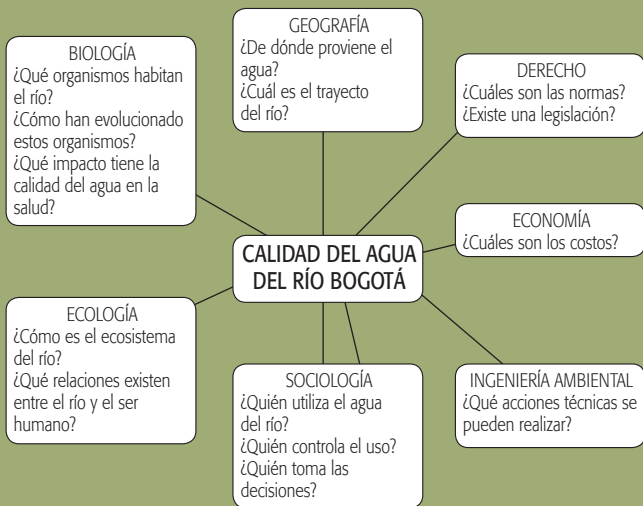 BIOLOGÍA
¿Qué organismos habitan
el río?
¿Cómo han evolucionado
estos organismos?
¿Qué impacto tiene la
calidad del agua en la
salud?
GEOGRAFÍA
¿De dónde proviene el
agua?
¿Cuál es el trayecto
del río?
DERECHO
¿Cuáles son las normas?
¿Existe una legislación?
ECONOMÍA
¿Cuáles son los costos?
CALIDAD DEL AGUA
DEL RÍO BOGOTÁ
ECOLOGÍA
¿Cómo es el ecosistema
del río?
¿Qué relaciones existen
entre el río y el ser
humano?
SOCIOLOGÍA
¿Quién utiliza el agua
del río?
¿Quién controla el uso?
¿Quién toma las
decisiones?
INGENIERÍA AMBIENTAL
¿Qué acciones técnicas se
pueden realizar?